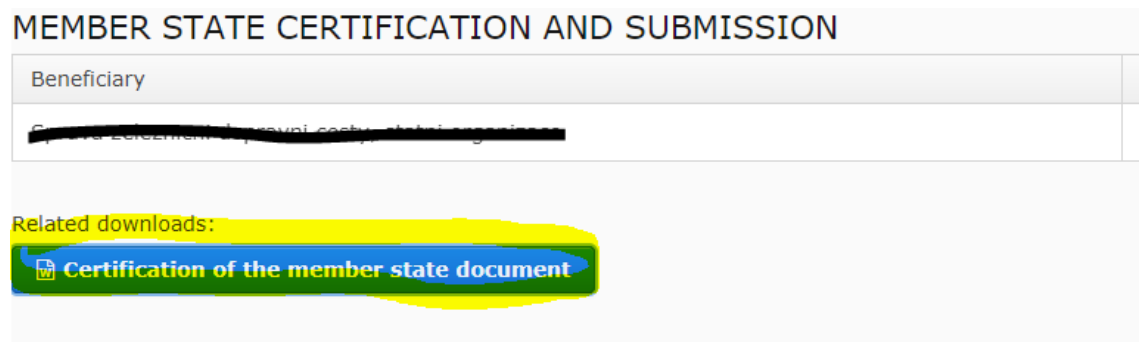 MEMBER STATE CERTIFICATION AND SUBMISSION
Beneficiary
Related downloads:
Certification of the member state document